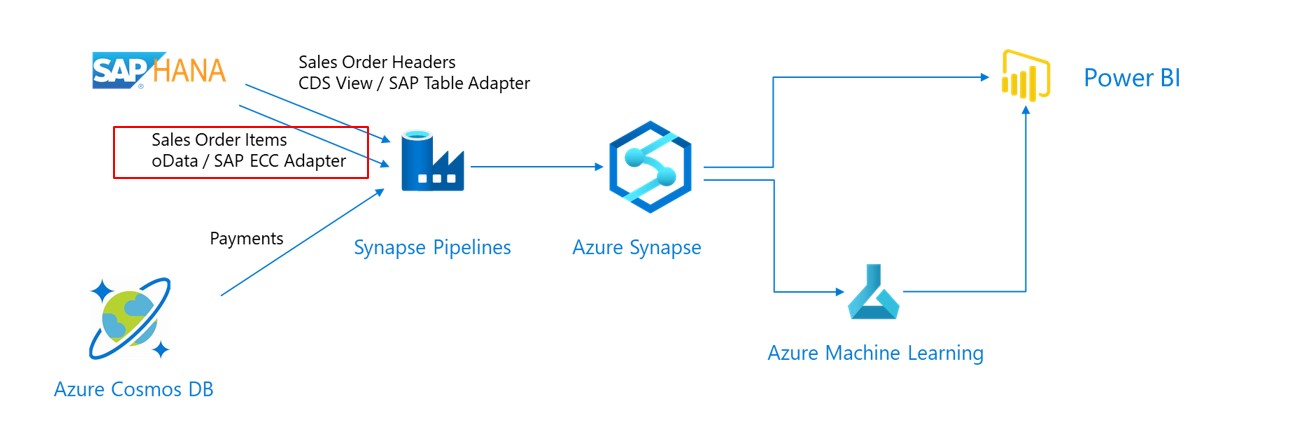 SAP HANA
Sales Order Headers
CDS View / SAP Table Adapter
Power BI
Sales Order Items
oData / SAP ECC Adapter
Payments
Synapse Pipelines
Azure Synapse
Azure Machine Learning
Azure Cosmos DB